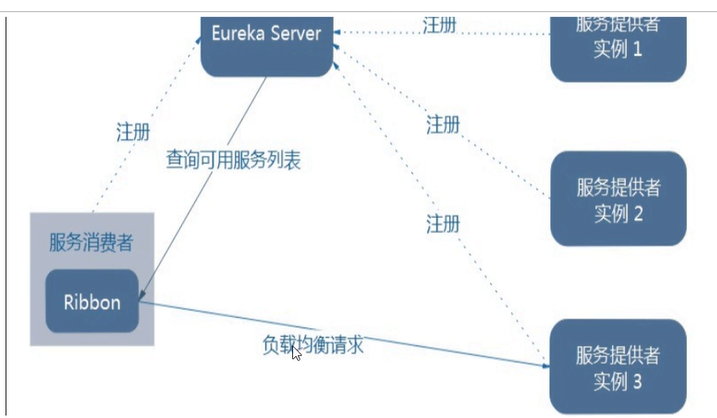 Eureka Server
注册
服务提供者
实例 1
注册
注册
查询可用服务列表
服务提供者
实例 2
注册
服务消费者
Ribbon
负载均衡请求
服务提供者
实例 3